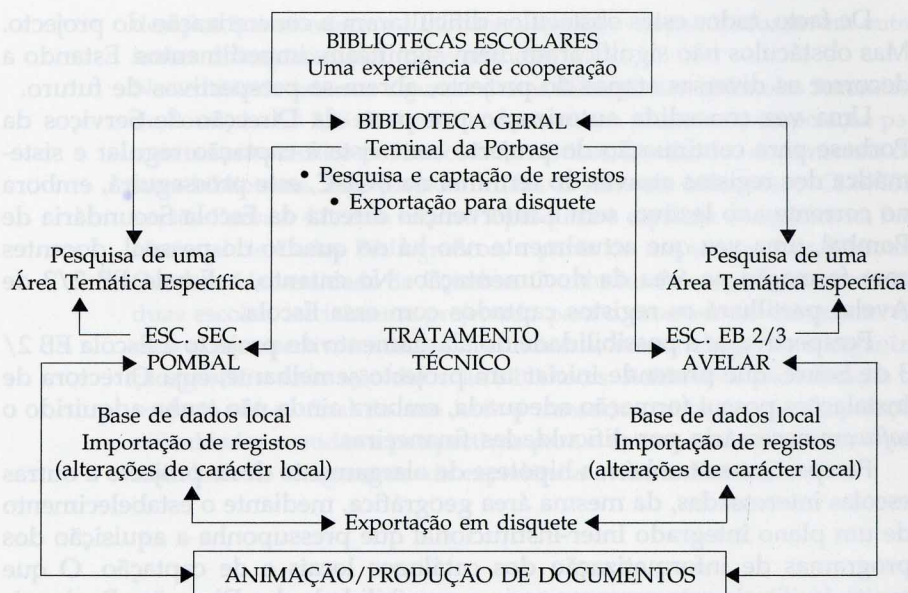 BIBLIOTECAS ESCOLARES
Uma experiência de cooperação
BIBLIOTECA GERAL
Teminal da Porbase
• Pesquisa e captação de registos
• Exportação para disquete
Pesquisa de uma
Área Temática Específica
Pesquisa de uma
Área Temática Específica
ESC. SEC.
POMBAL
TRATAMENTO
TÉCNICO
ESC. EB 2/3
AVELAR
Base de dados local
Importação de registos
(alterações de carácter local)
Base de dados local
Importação de registos
(alterações de carácter local)
Exportação em disquete
ANIMAÇÃO/PRODUÇÃO DE DOCUMENTOS